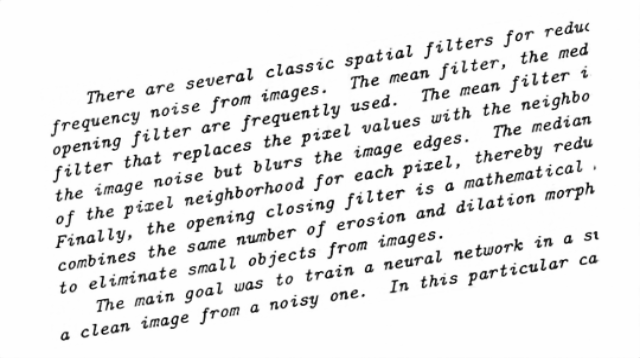 There are several classic spatial filters for reduc
frequency noise from images. The mean filter, the med
opening filter are frequently used. The mean filter i
filter that replaces the pixel values with the neighbo
the image noise but blurs the image edges. The median
of the pixel neighborhood for each pixel, thereby redu
Finally, the opening closing filter is a mathematical
combines the same number of erosion and dilation morph
to eliminate small objects from images.
The main goal was to train a neural network in a
a clean image from a noisy one. In this particular ca